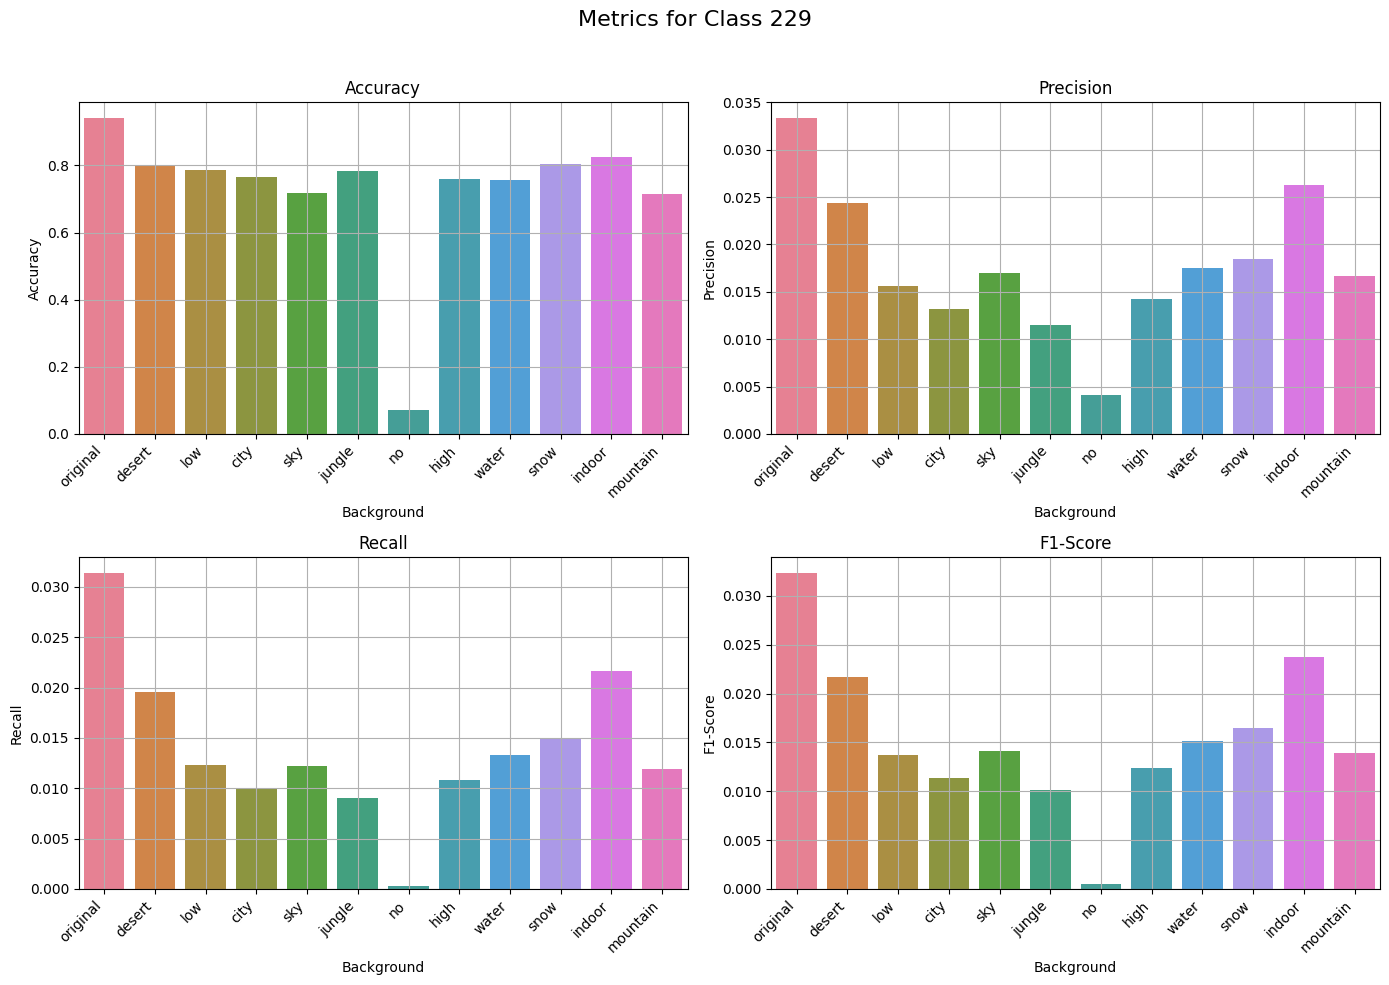 Metrics for Class 229
Accuracy
Accuracy
0.8
0.6
0.4
0.2
0.0
original desert low city sky jungle no high water snow indoor mountain
Background
Precision
Precision
0.035
0.030
0.025
0.020
0.015
0.010
0.005
0.000
original desert low city sky jungle no high water snow indoor mountain
Background
Recall
Recall
0.030
0.025
0.020
0.015
0.010
0.005
0.000
original desert low city sky jungle no high water snow indoor mountain
Background
F1-Score
F1-Score
0.030
0.025
0.020
0.015
0.010
0.005
0.000
original desert low city sky jungle no high water snow indoor mountain
Background